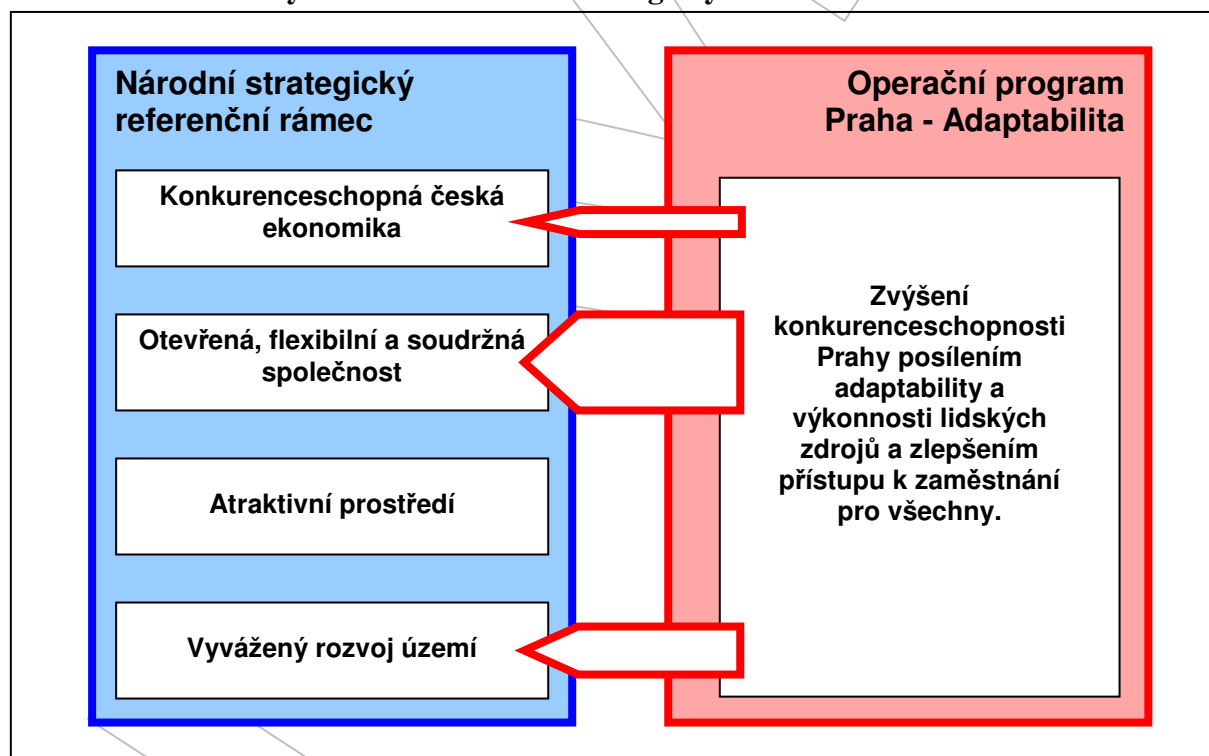 Národní strategický
referenční rámec
Konkurenceschopná česká
ekonomika
Otevřená, flexibilní a soudržná
společnost
Atraktivní prostředí
Vyvážený rozvoj území
Operační program
Praha - Adaptabilita
Zvýšení
konkurenceschopnosti
Prahy posílením
adaptability a
výkonnosti lidských
zdrojů a zlepšením
přístupu k zaměstnání
pro všechny.